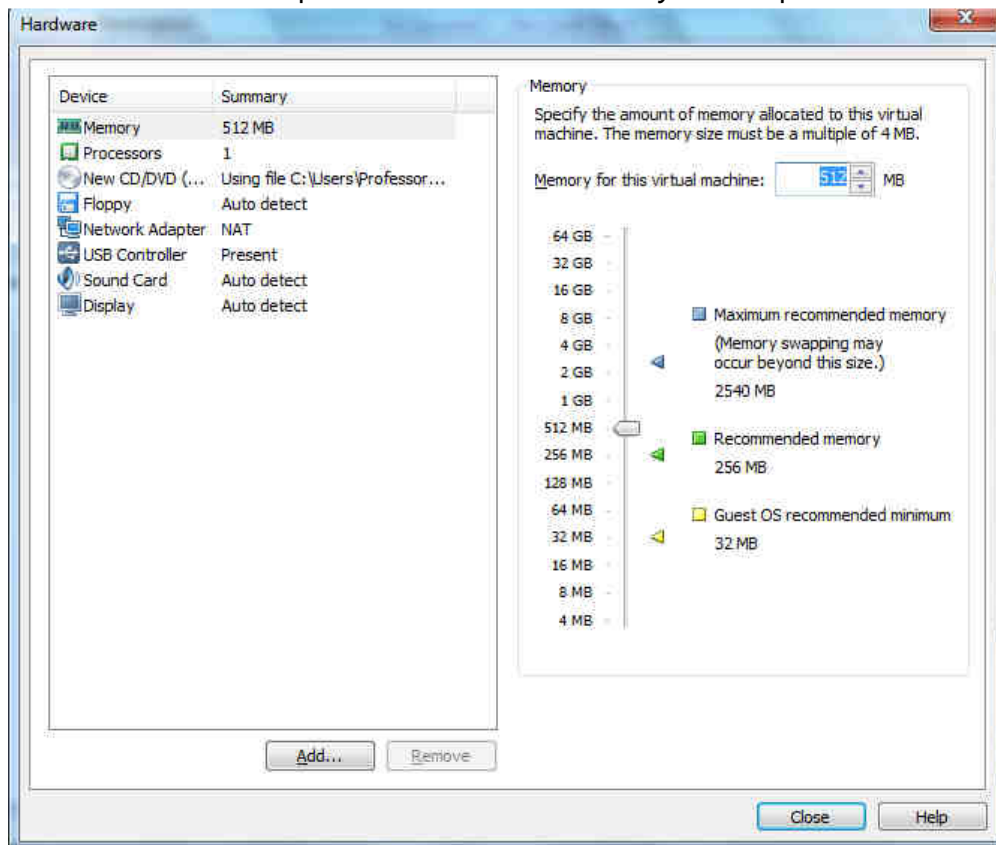 Hardware
Device Summary
Memory 512 MB
Processors 1
New CD/DVD (... Using file C:\Users\Professor...
Floppy Auto detect
Network Adapter NAT
USB Controller Present
Sound Card Auto detect
Display Auto detect
Add... Remove
Memory
Specify the amount of memory allocated to this virtual
machine. The memory size must be a multiple of 4 MB.
Memory for this virtual machine: 512 MB
64 GB
32 GB
16 GB
8 GB
4 GB
2 GB
1 GB
512 MB
256 MB
128 MB
64 MB
32 MB
16 MB
8 MB
4 MB
Maximum recommended memory
(Memory swapping may
occur beyond this size.)
2540 MB
Recommended memory
256 MB
Guest OS recommended minimum
32 MB
Close Help